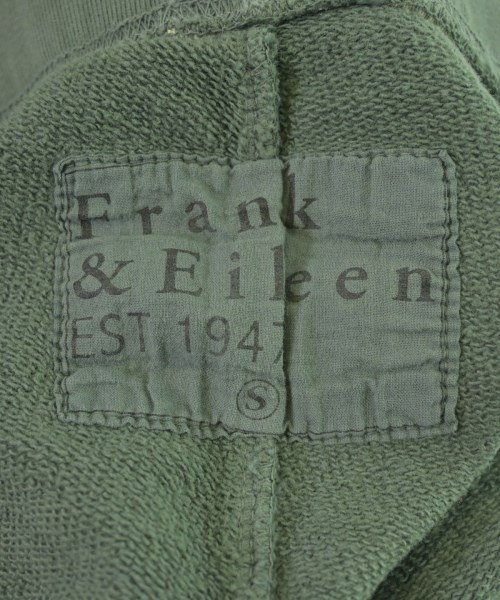 Frank
& Eileen
EST 1947
S